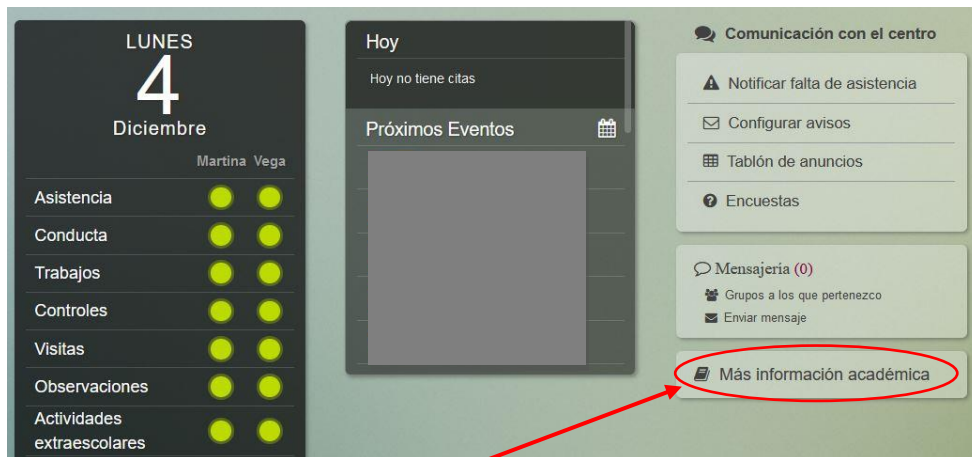 LUNES
4
Diciembre
Martina Vega
Asistencia
Conducta
Trabajos
Controles
Visitas
Observaciones
Actividades
extraescolares
Hoy
Hoy no tiene citas
Próximos Eventos
Comunicación con el centro
Notificar falta de asistencia
Configurar avisos
Tablón de anuncios
Encuestas
Mensajería (0)
Grupos a los que pertenezco
Enviar mensaje
Más información académica